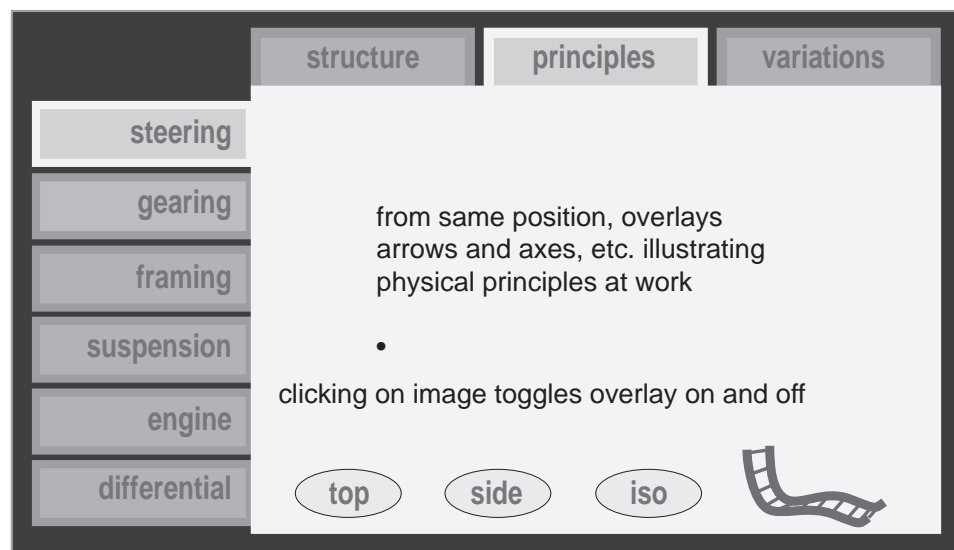 structure
principles
variations
steering
gearing
framing
suspension
engine
differential
from same position, overlays
arrows and axes, etc. illustrating
physical principles at work
•
clicking on image toggles overlay on and off
top
side
iso